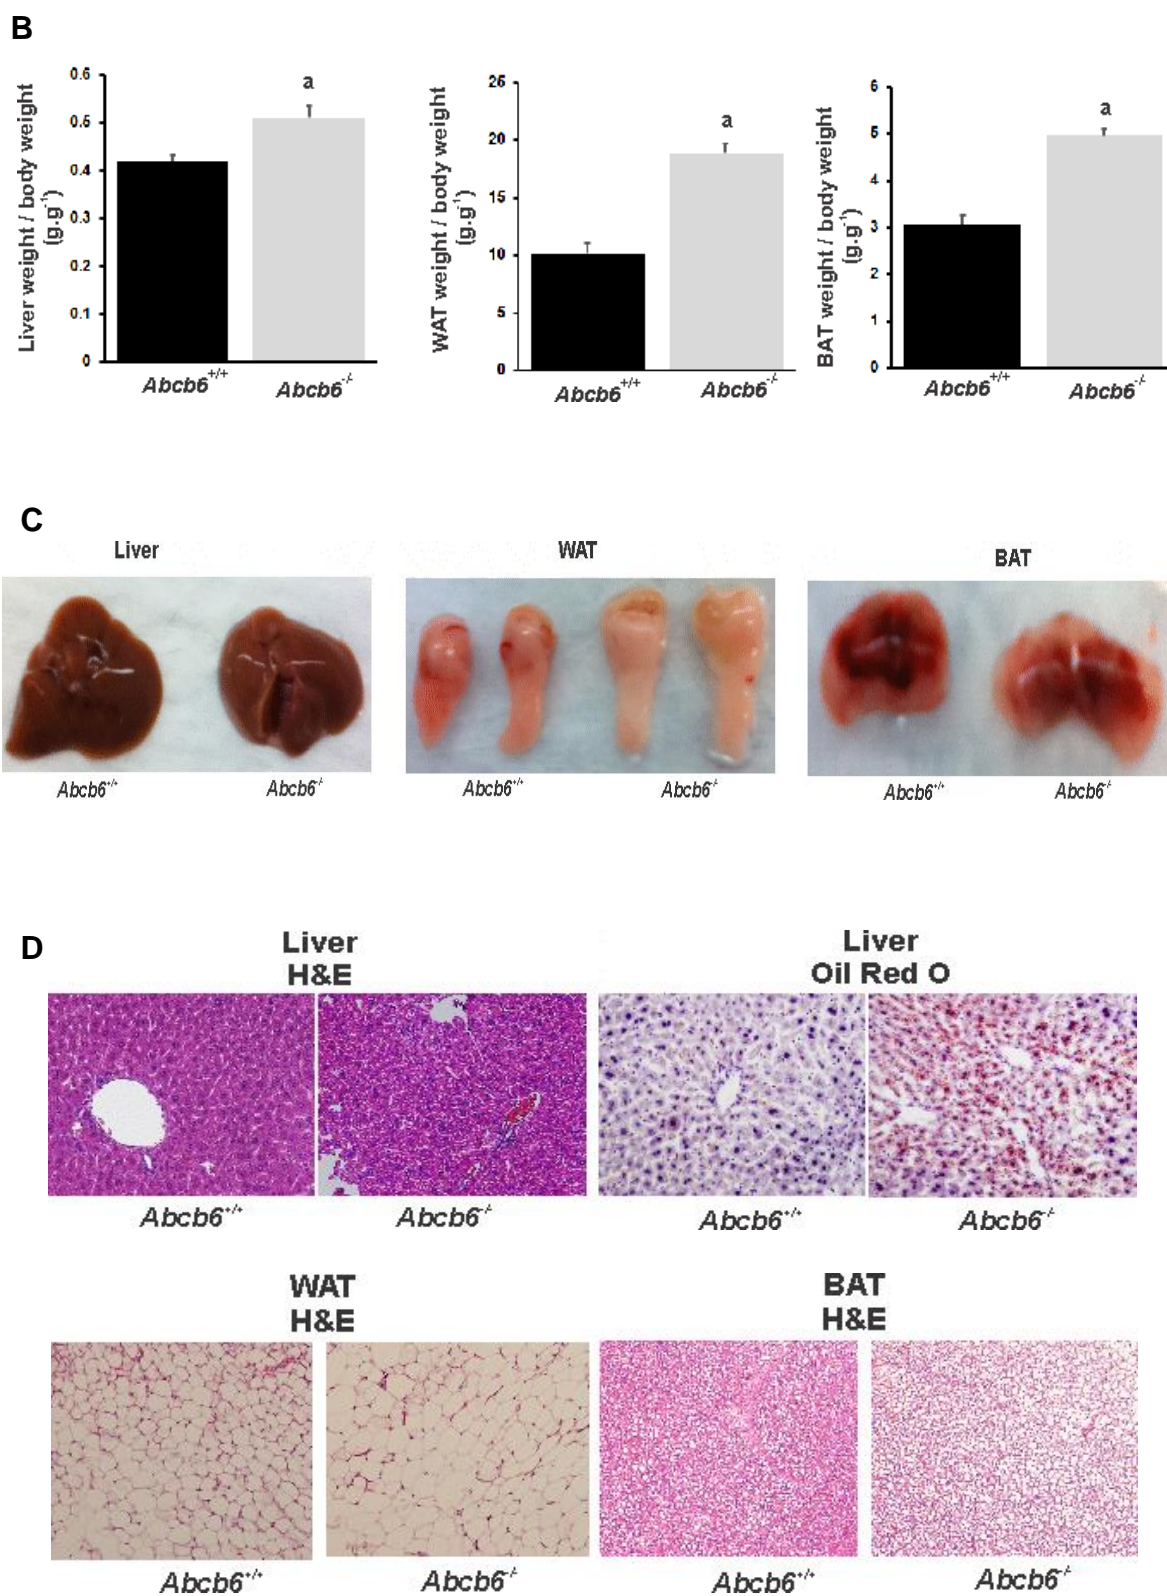 B
Liver weight / body weight
(g.g-1)
0.6
0.5
0.4
0.3
0.2
0.1
0
a
Abcb6+/+
Abcb6-/-
WAT weight / body weight
(g.g-1)
25
20
15
10
5
0
a
Abcb6+/+
Abcb6-/-
BAT weight / body weight
(g.g-1)
6
5
4
3
2
1
0
a
Abcb6+/+
Abcb6-/-
C
Liver
Abcb6+/+
Abcb6-/-
WAT
Abcb6+/+
Abcb6-/-
BAT
Abcb6+/+
Abcb6-/-
D
Liver
H&E
Abcb6+/+
Abcb6-/-
Liver
Oil Red O
Abcb6+/+
Abcb6-/-
WAT
H&E
Abcb6+/+
Abcb6-/-
BAT
H&E
Abcb6+/+
Abcb6-/-